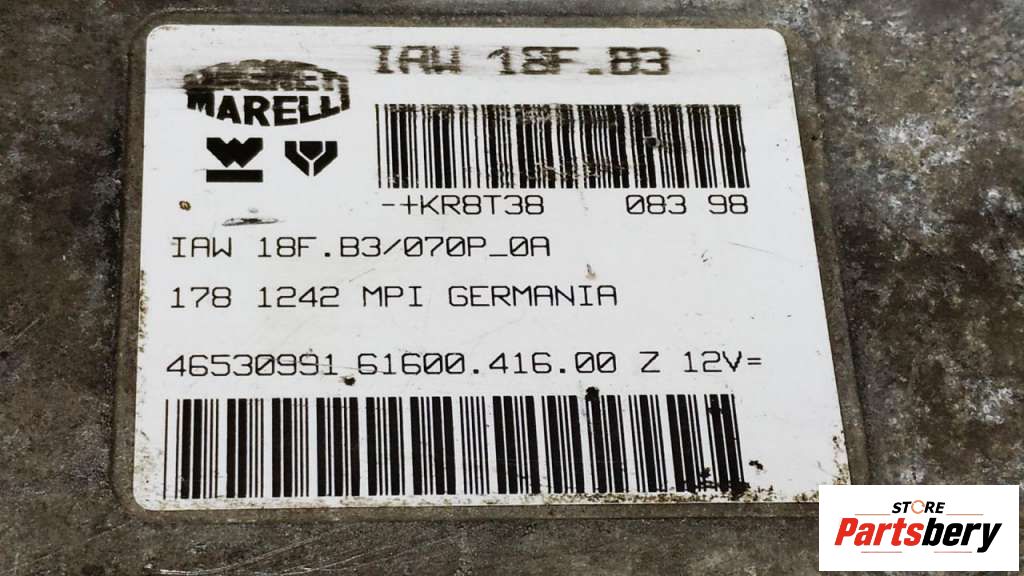 IAW 18F.B3
MAGNETI
MARELLI
W
-+KR8T38 083 98
IAW 18F.B3/070P_0A
178 1242 MPI GERMANIA
46530991 61600.416.00 Z 12V=
STORE
Partsbery